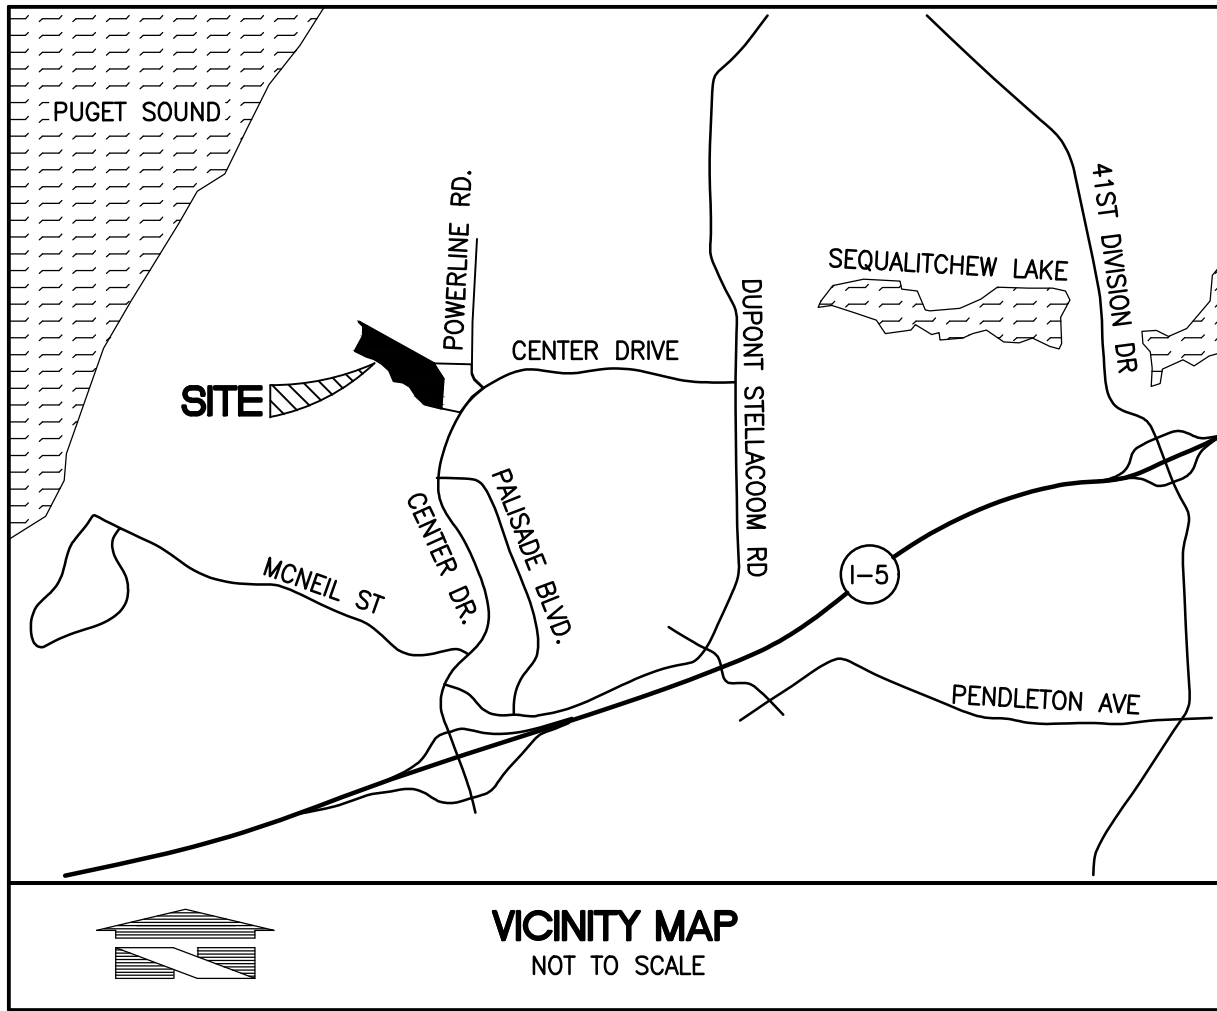 PUGET SOUND
POWERLINE RD.
41ST DIVISION DR
SEQUALITCHEW LAKE
DUPONT STELLACOOM RD
CENTER DRIVE
SITE
PALISADE BLVD.
CENTER DR.
MCNEIL ST
I-5
PENDLETON AVE
VICINITY MAP
NOT TO SCALE